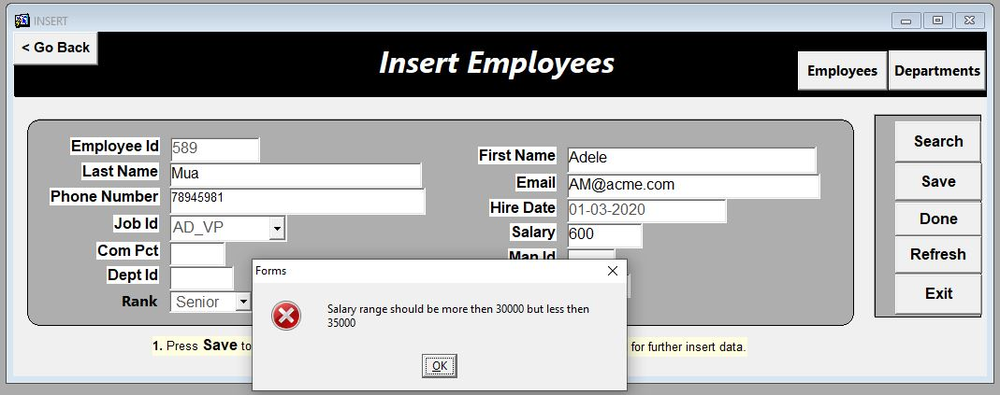 INSERT
< Go Back
Insert Employees
Employees
Departments
Employee Id 589
First Name Adele
Last Name Mua
Email AM@acme.com
Phone Number 78945981
Hire Date 01-03-2020
Job Id AD_VP
Salary 600
Com Pct
Man Id
Dept Id
Rank Senior
Search
Save
Done
Refresh
Exit
Forms
Salary range should be more then 30000 but less then
35000
OK
1. Press Save to
for further insert data.